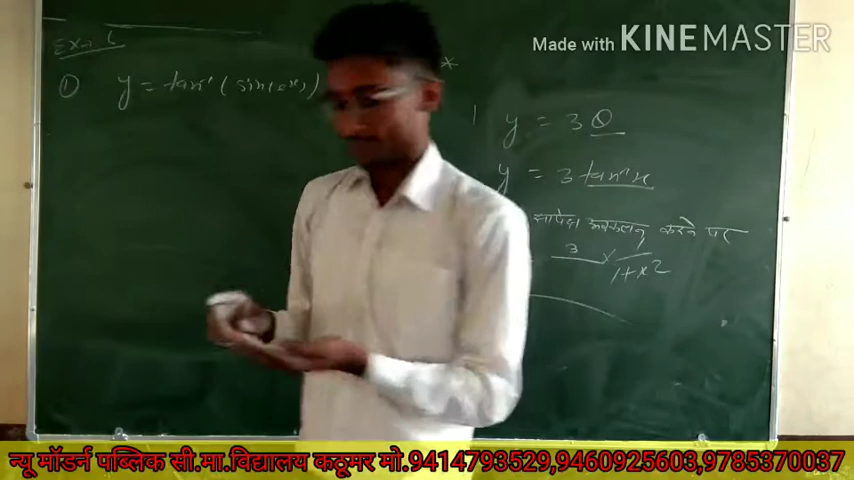 Made with KINEMASTER
Ex. 6
① y = tan⁻¹ (sin
*
y = 3θ
y = 3 tan⁻¹x
सापेक्ष अवकलन करने पर
3 × 1/1+x2
न्यू मॉडर्न पब्लिक सी.मा.विद्यालय कठूमर मो.9414793529,9460925603,9785370037